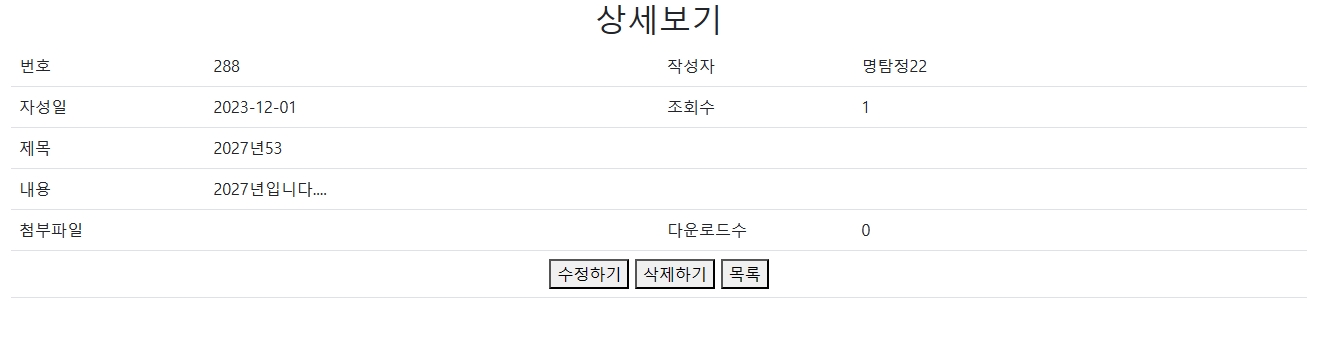 상세보기
번호 288 작성자 명탐정22
자성일 2023-12-01 조회수 1
제목 2027년53
내용 2027년입니다....
첨부파일 다운로드수 0
수정하기 삭제하기 목록